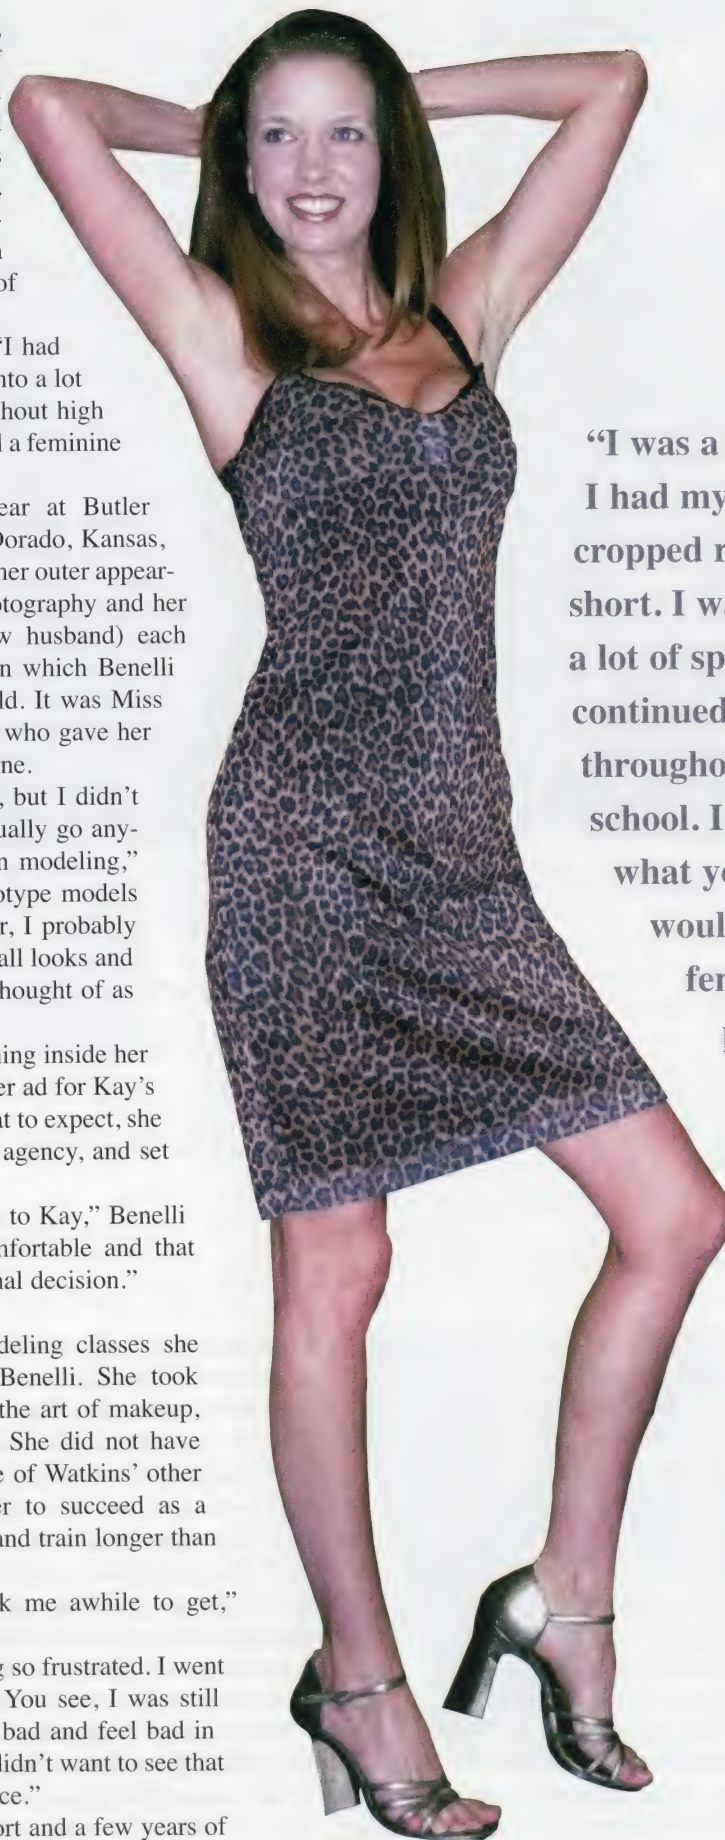 of
"I had
nto a lot
hout high
a feminine
ear at Butler
Dorado, Kansas,
her outer appear-
otography and her
w husband) each
n which Benelli
ld. It was Miss
who gave her
ne.
, but I didn't
ually go any-
n modeling,"
otype models
r, I probably
all looks and
hought of as
ning inside her
er ad for Kay's
at to expect, she
agency, and set
to Kay," Benelli
nfortable and that
nal decision."
deling classes she
Benelli. She took
the art of makeup,
She did not have
e of Watkins' other
er to succeed as a
and train longer than
k me awhile to get,"
g so frustrated. I went
You see, I was still
bad and feel bad in
didn't want to see that
ce."
ort and a few years of
"I was a
I had my
cropped r
short. I wa
a lot of sp
continued
througho
school. I
what yo
woul
fer